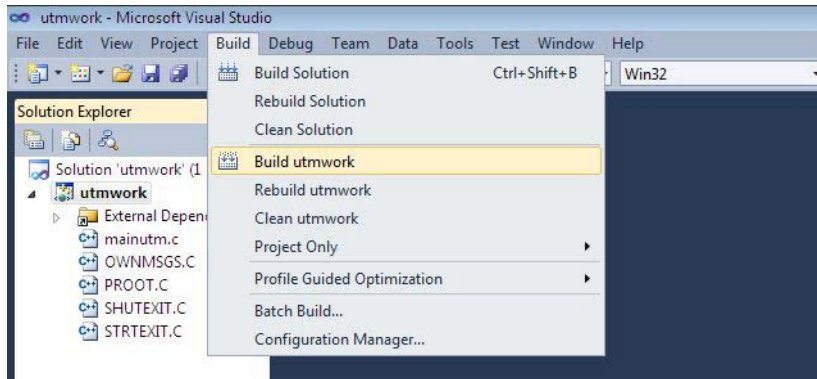 utmwork - Microsoft Visual Studio
File Edit View Project Build Debug Team Data Tools Test Window Help
Win32
Build Solution Ctrl+Shift+B
Rebuild Solution
Clean Solution
Build utmwork
Rebuild utmwork
Clean utmwork
Project Only
Profile Guided Optimization
Batch Build...
Configuration Manager...
Solution Explorer
Solution 'utmwork' (1
utmwork
External Depen
mainutm.c
OWNMSGS.C
PROOT.C
SHUTEXIT.C
STRTEXIT.C